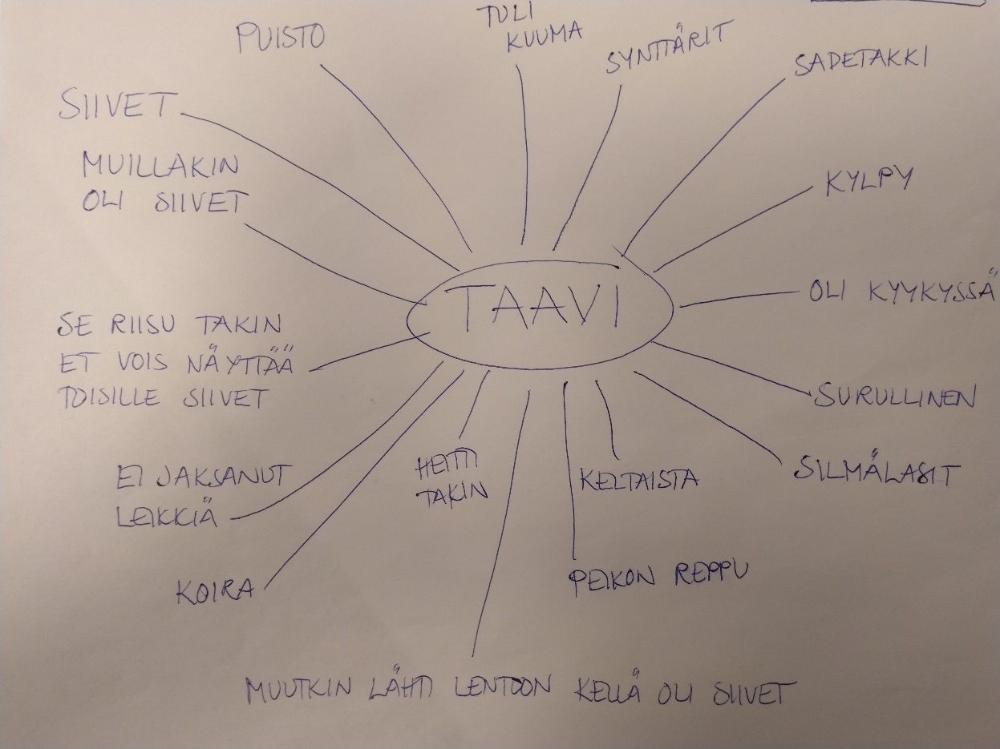 PUISTO
TULI
KUUMA
SYNTTÄRIT
SADETAKKI
SIIVET
MUILLAKIN
OLI SIIVET
KYLPY
TAAVI
OLI KYYKYSSÄ
SE RIISU TAKIN
ET VOIS NÄYTTÄÄ
TOISILLE SIIVET
SURULLINEN
EI JAKSANUT
LEIKKIÄ
HEITTI
TAKIN
KELTAISTA
SILMÄLASIT
KOIRA
PEIKON REPPU
MUUTKIN LÄHTI LENTOON KELLÄ OLI SIIVET